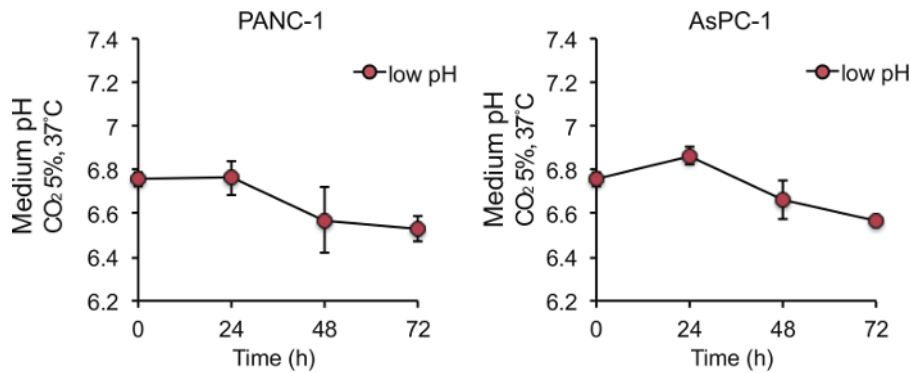 PANC-1
7.4
7.2
7
6.8
6.6
6.4
6.2
Medium pH
CO₂ 5%, 37˚C
low pH
0 24 48 72
Time (h)
AsPC-1
7.4
7.2
7
6.8
6.6
6.4
6.2
Medium pH
CO₂ 5%, 37˚C
low pH
0 24 48 72
Time (h)